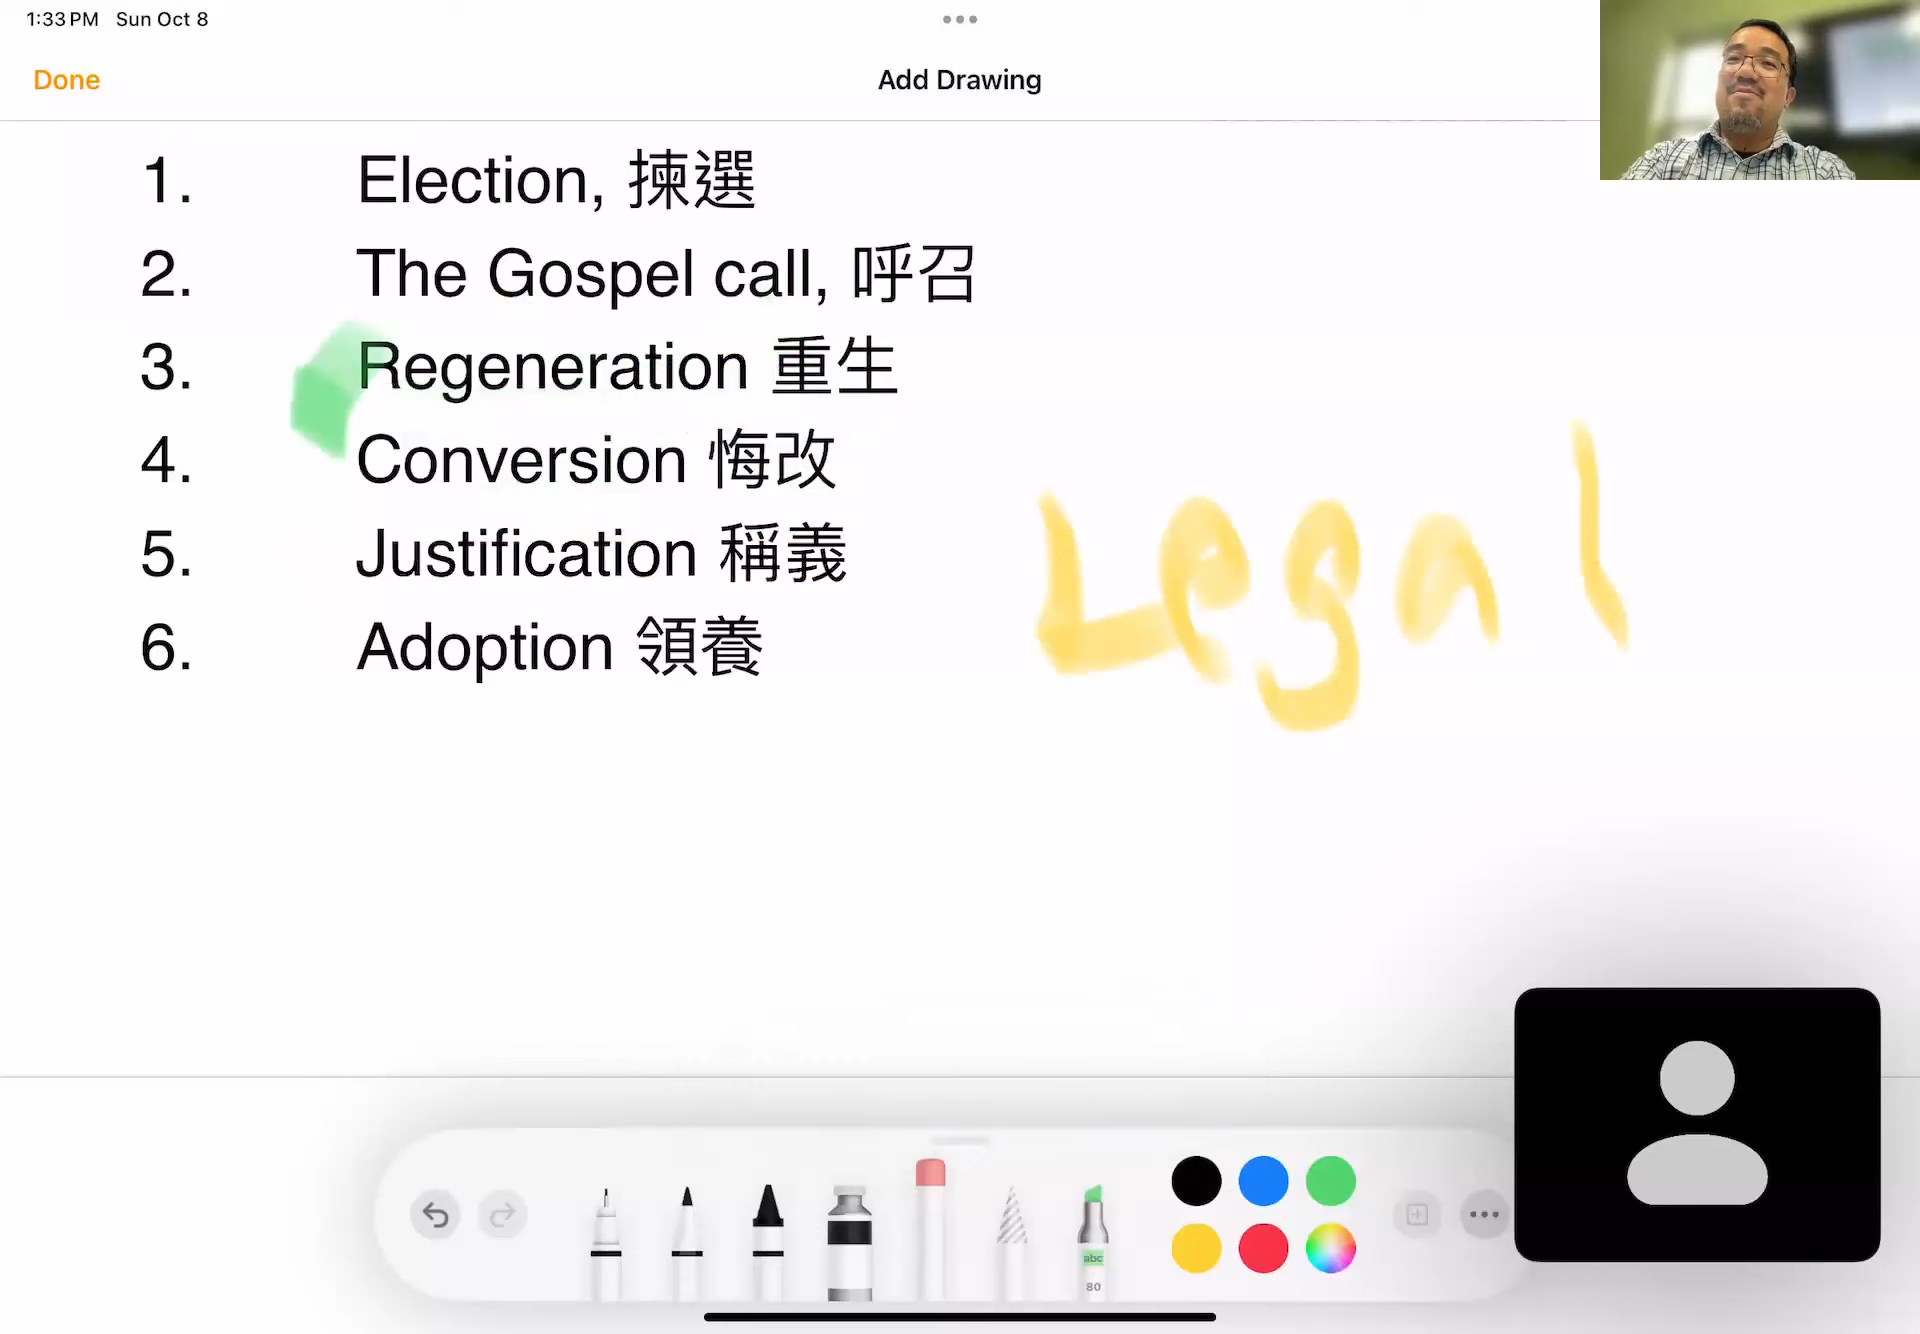 1:33 PM Sun Oct 8
Done
Add Drawing
1. Election, 揀選
2. The Gospel call, 呼召
3. Regeneration 重生
4. Conversion 悔改
5. Justification 稱義
6. Adoption 領養
Legal
abc
80